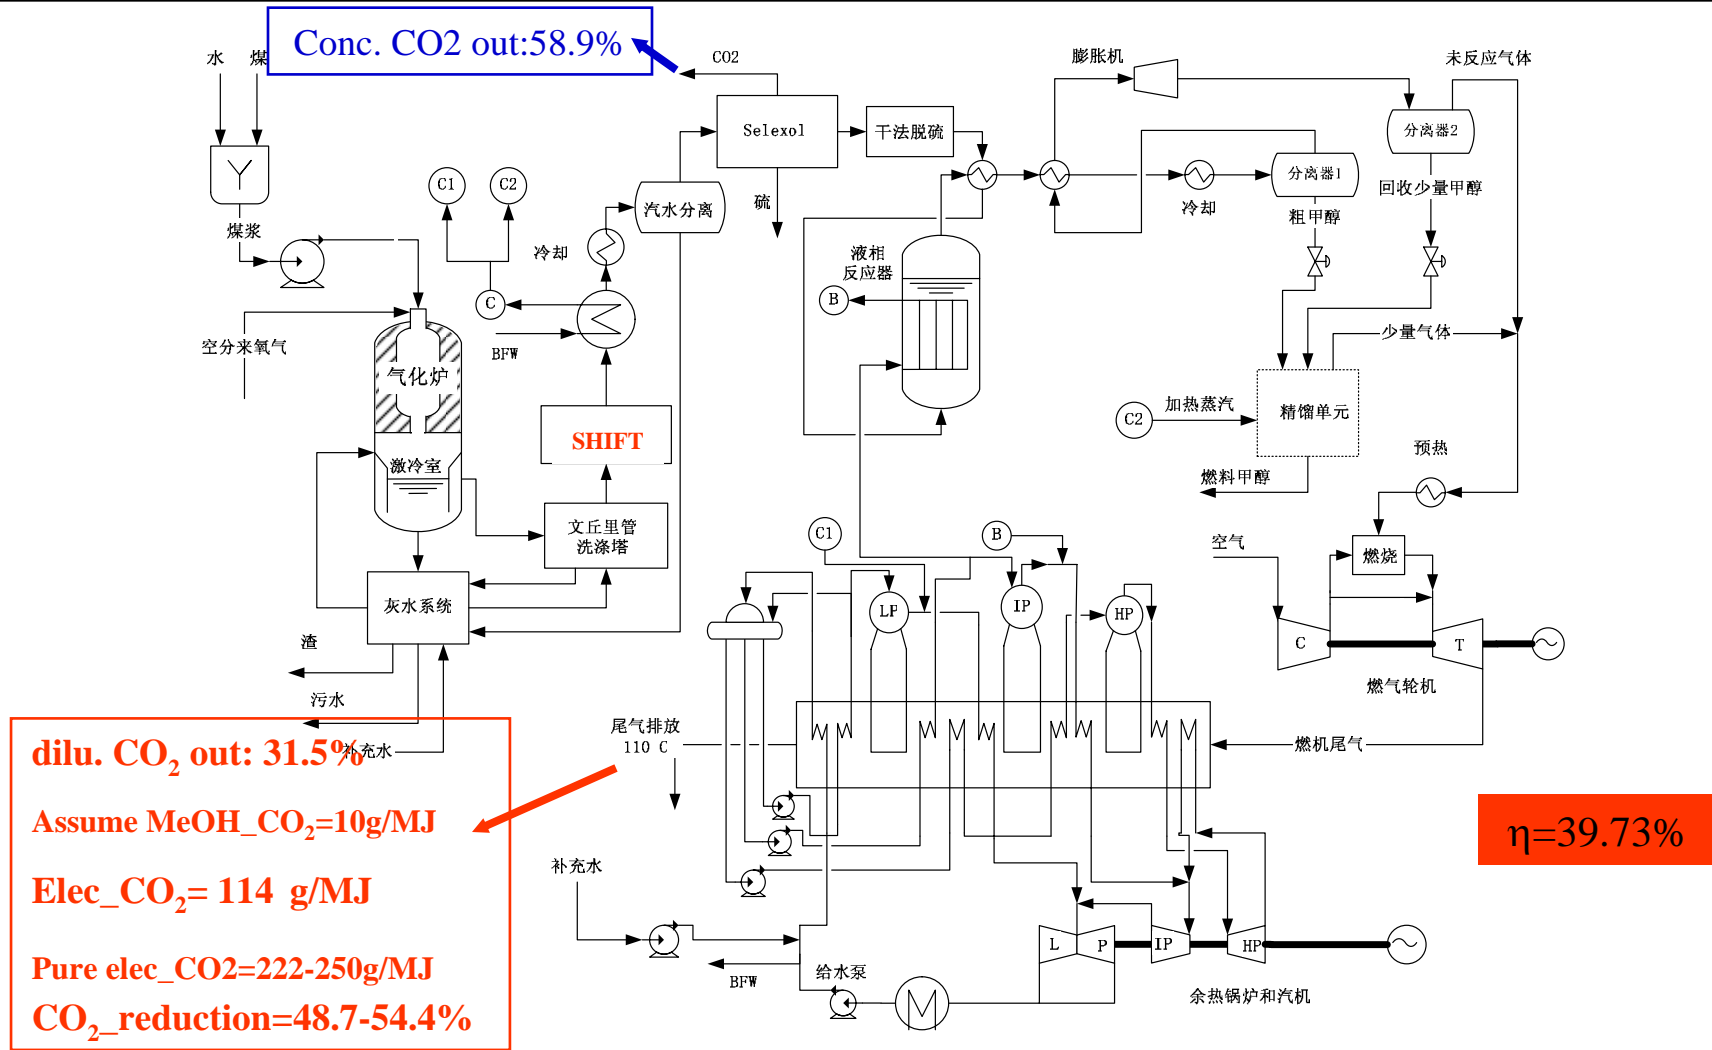 Conc. CO2 out:58.9%
水
煤
CO2
膨胀机
未反应气体
Selexol
干法脱硫
分离器2
C1
C2
煤浆
汽水分离
硫
冷却
分离器1
回收少量甲醇
粗甲醇
冷却
液相
反应器
B
C
BFW
空分来氧气
气化炉
少量气体
SHIFT
C2
加热蒸汽
精馏单元
激冷室
预热
燃料甲醇
文丘里管
洗涤塔
C1
B
空气
燃烧
灰水系统
LP
IP
HP
渣
C
T
燃气轮机
污水
补充水
尾气排放
110 C
燃机尾气
dilu. CO2 out: 31.5%
Assume MeOH_CO2=10g/MJ
Elec_CO2= 114 g/MJ
Pure elec_CO2=222-250g/MJ
CO2_reduction=48.7-54.4%
η=39.73%
补充水
BFW
给水泵
M
L
P
IP
HP
余热锅炉和汽机